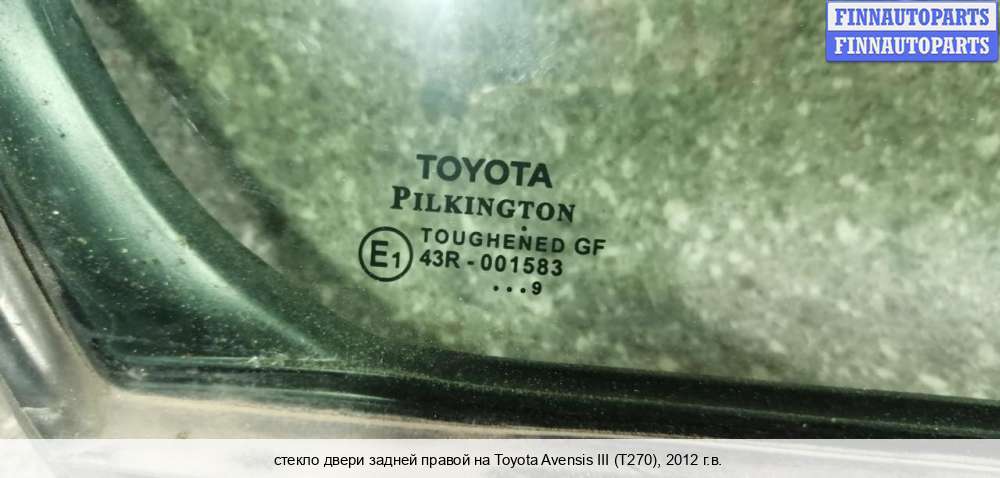 FINNAUTOPARTS
FINNAUTOPARTS
TOYOTA
PILKINGTON
TOUGHENED GF
E1 43R - 001583
...9
стекло двери задней правой на Toyota Avensis III (T270), 2012 г.в.